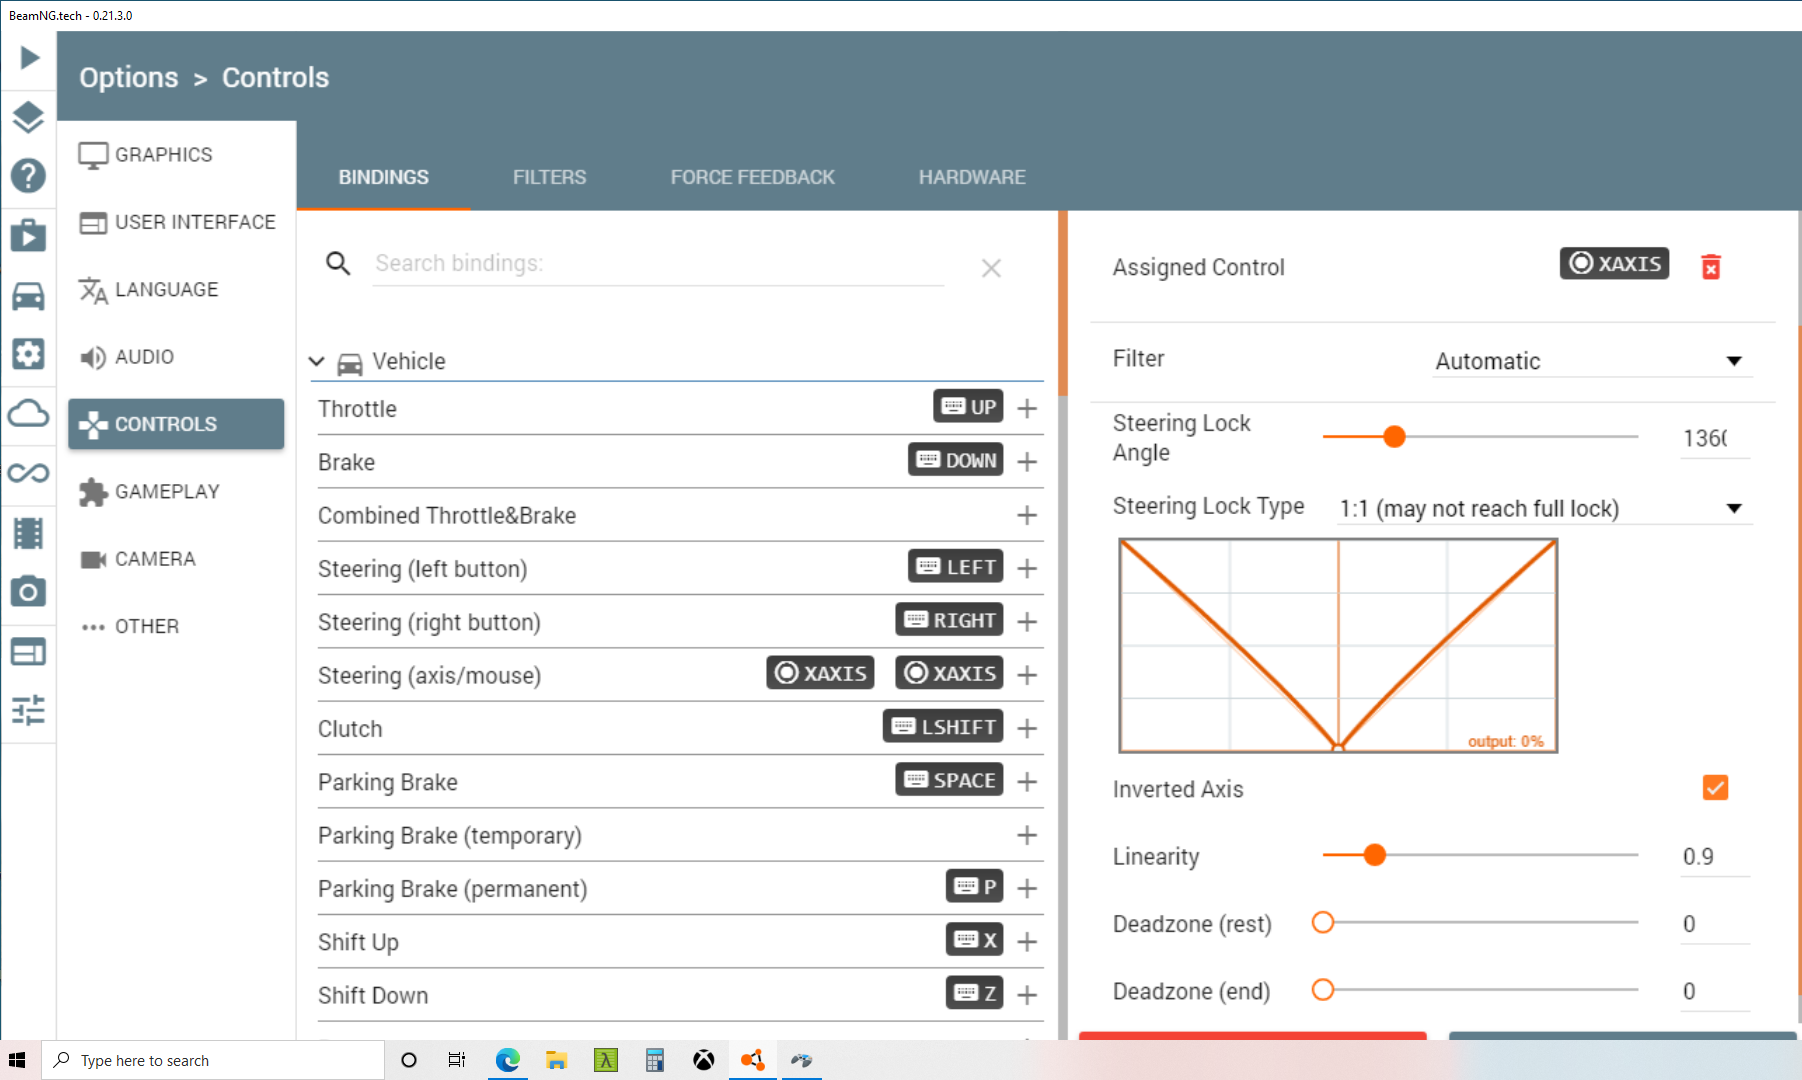 BeamNG.tech - 0.21.3.0
Options > Controls
GRAPHICS
USER INTERFACE
LANGUAGE
AUDIO
CONTROLS
GAMEPLAY
CAMERA
OTHER
BINDINGS FILTERS FORCE FEEDBACK HARDWARE
Search bindings:
Vehicle
Throttle UP
Brake DOWN
Combined Throttle&Brake
Steering (left button) LEFT
Steering (right button) RIGHT
Steering (axis/mouse) XAXIS XAXIS
Clutch LSHIFT
Parking Brake SPACE
Parking Brake (temporary)
Parking Brake (permanent) P
Shift Up X
Shift Down Z
Assigned Control XAXIS
Filter Automatic
Steering Lock
Angle 1360
Steering Lock Type 1:1 (may not reach full lock)
output: 0%
Inverted Axis
Linearity 0.9
Deadzone (rest) 0
Deadzone (end) 0
Type here to search